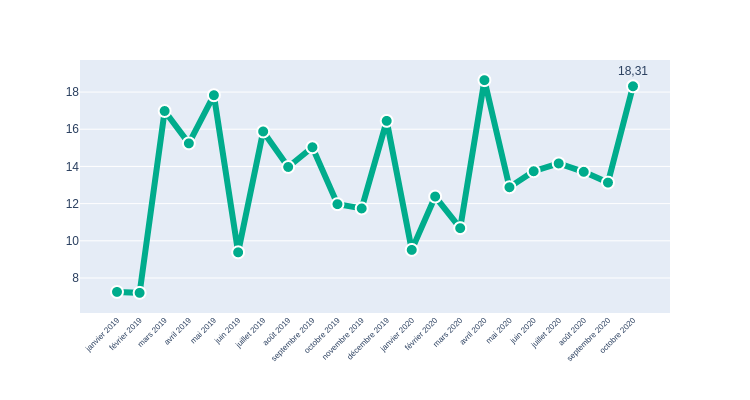 18,31
18
16
14
12
10
8
janvier 2019
février 2019
mars 2019
avril 2019
mai 2019
juin 2019
juillet 2019
août 2019
septembre 2019
octobre 2019
novembre 2019
décembre 2019
janvier 2020
février 2020
mars 2020
avril 2020
mai 2020
juin 2020
juillet 2020
août 2020
septembre 2020
octobre 2020